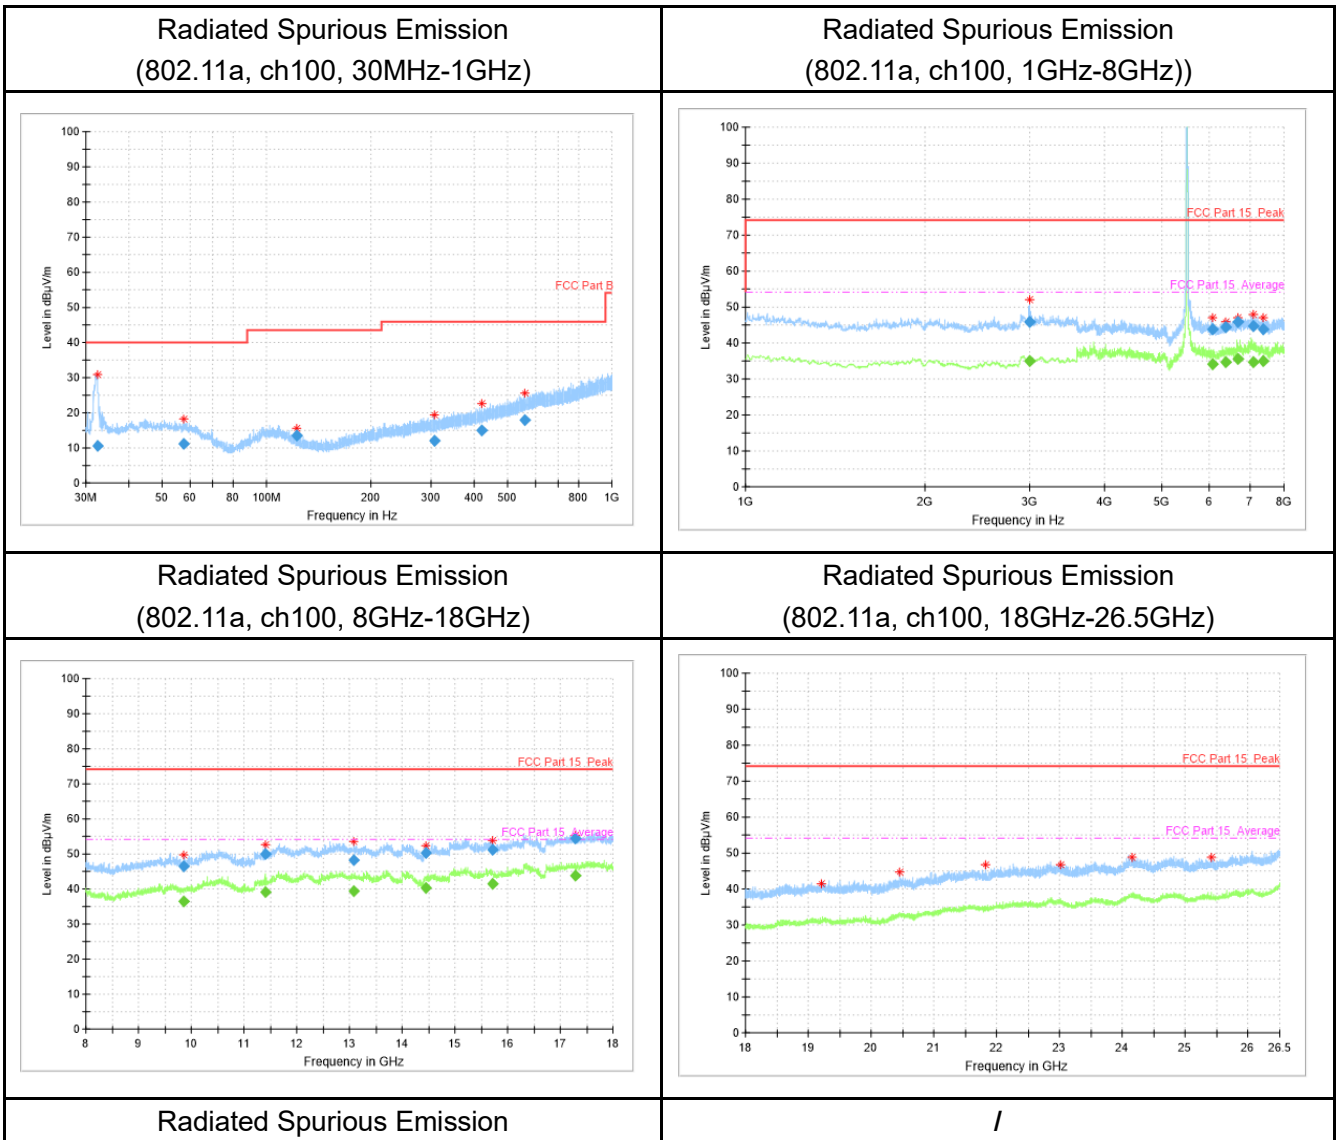 Radiated Spurious Emission
(802.11a, ch100, 30MHz-1GHz)
Radiated Spurious Emission
(802.11a, ch100, 1GHz-8GHz))
100
90
80
70
60
50
40
30
20
10
0
Level in dBµV/m
FCC Part B
30M 50 60 80 100M 200 300 400 500 800 1G
Frequency in Hz
100
90
80
70
60
50
40
30
20
10
0
Level in dBµV/m
FCC Part 15 Peak
FCC Part 15 Average
1G 2G 3G 4G 5G 6 7 8G
Frequency in Hz
Radiated Spurious Emission
(802.11a, ch100, 8GHz-18GHz)
Radiated Spurious Emission
(802.11a, ch100, 18GHz-26.5GHz)
100
90
80
70
60
50
40
30
20
10
0
Level in dBµV/m
FCC Part 15 Peak
FCC Part 15 Average
8 9 10 11 12 13 14 15 16 17 18
Frequency in GHz
100
90
80
70
60
50
40
30
20
10
0
Level in dBµV/m
FCC Part 15 Peak
FCC Part 15 Average
18 19 20 21 22 23 24 25 26 26.5
Frequency in GHz
Radiated Spurious Emission
/